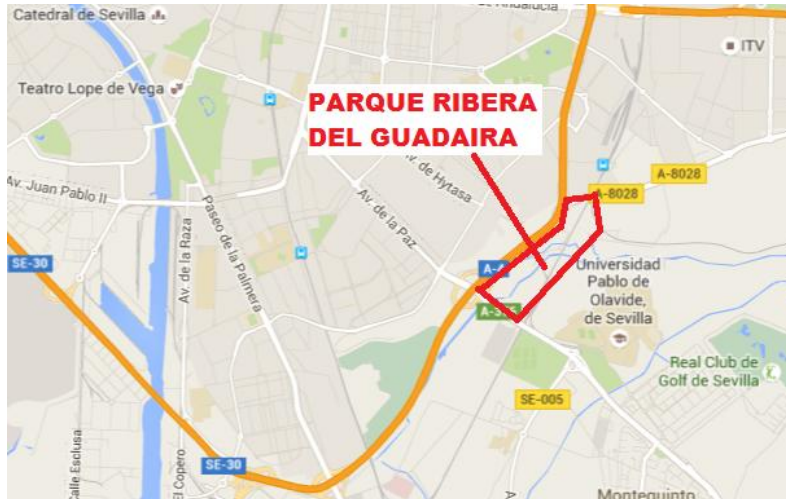 Catedral de Sevilla
ITV
Teatro Lope de Vega
PARQUE RIBERA
DEL GUADAIRA
Av. de Hytasa
A-8028
A-8028
Av. Juan Pablo II
Av. de la Paz
Paseo de la Palmera
Av. de la Raza
SE-30
Universidad
Pablo de
Olavide,
de Sevilla
Real Club de
Golf de Sevilla
SE-005
SE-30
Calle Esclusa
El Copero
Montequinto